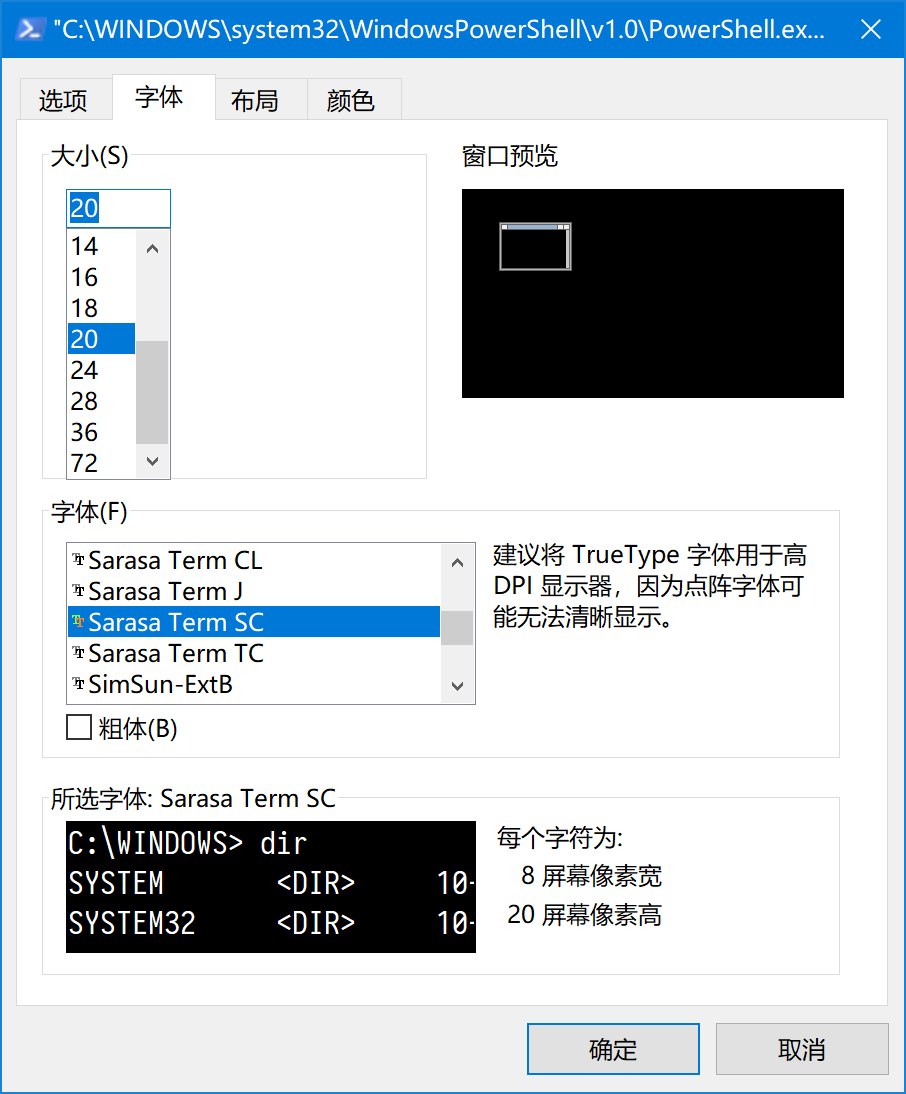 "C:\WINDOWS\system32\WindowsPowerShell\v1.0\PowerShell.ex...
选项 字体 布局 颜色
大小(S)
20
14
16
18
20
24
28
36
72
窗口预览
字体(F)
Sarasa Term CL
Sarasa Term J
Sarasa Term SC
Sarasa Term TC
SimSun-ExtB
粗体(B)
建议将 TrueType 字体用于高
DPI 显示器，因为点阵字体可
能无法清晰显示。
所选字体: Sarasa Term SC
C:\WINDOWS> dir
SYSTEM <DIR> 10-
SYSTEM32 <DIR> 10-
每个字符为:
8 屏幕像素宽
20 屏幕像素高
确定 取消